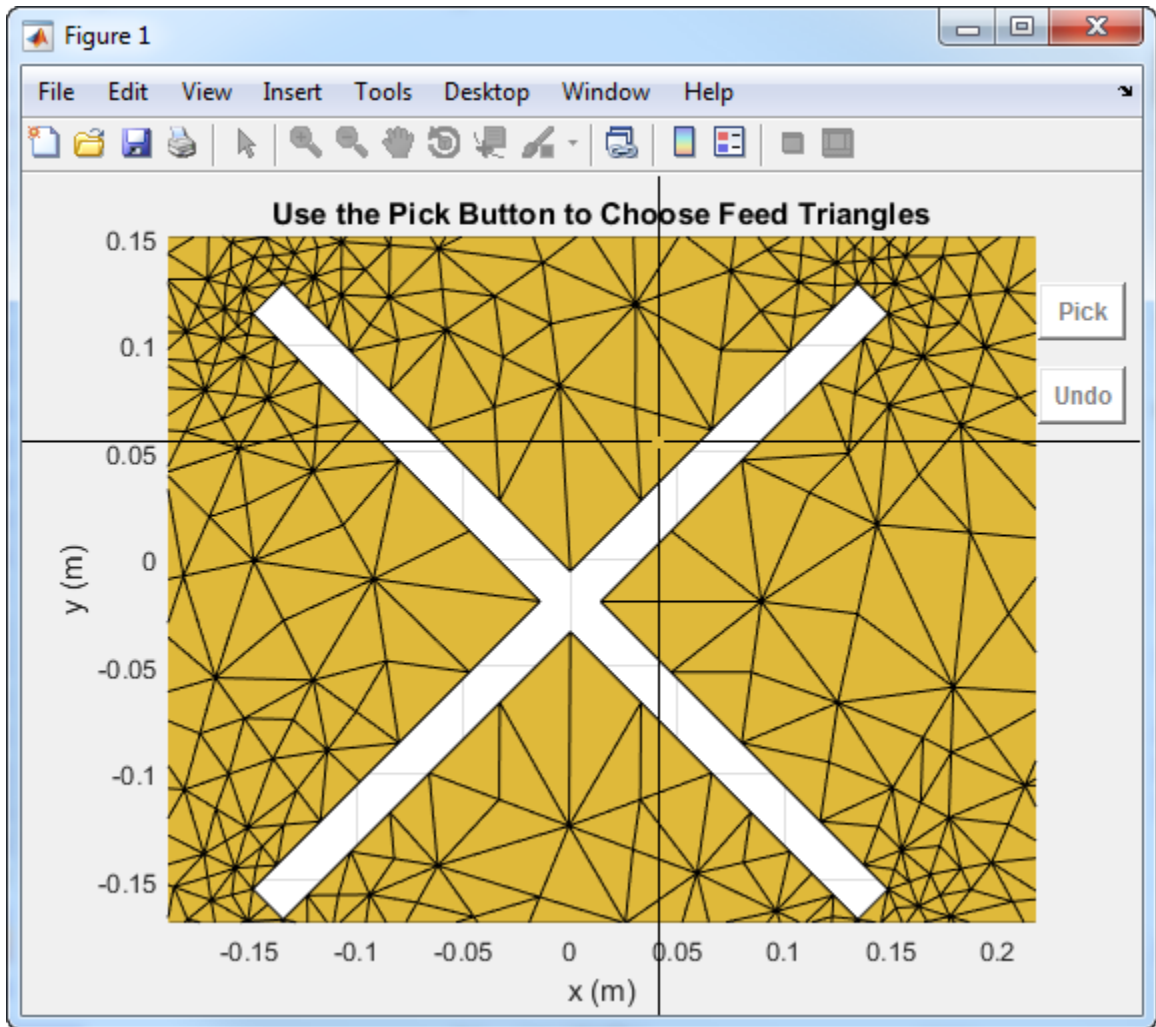 Figure 1
File Edit View Insert Tools Desktop Window Help
Use the Pick Button to Choose Feed Triangles
0.15
0.1
0.05
0
-0.05
-0.1
-0.15
y (m)
Pick
Undo
-0.15 -0.1 -0.05 0 0.05 0.1 0.15 0.2
x (m)